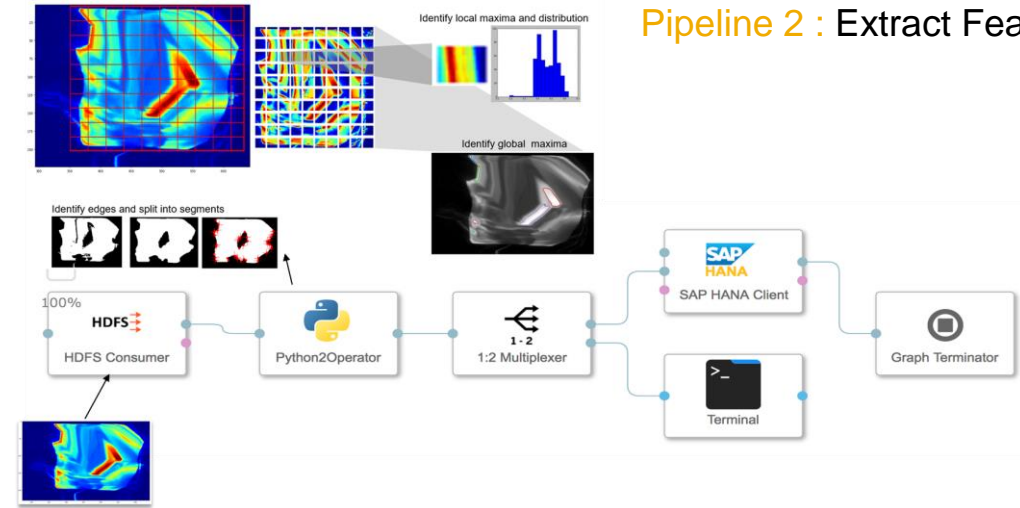 Pipeline 2 : Extract Fea
Identify local maxima and distribution
Identify global maxima
Identify edges and split into segments
100%
HDFS
HDFS Consumer
Python2Operator
1 - 2
1:2 Multiplexer
SAP
HANA
SAP HANA Client
>_
Terminal
Graph Terminator